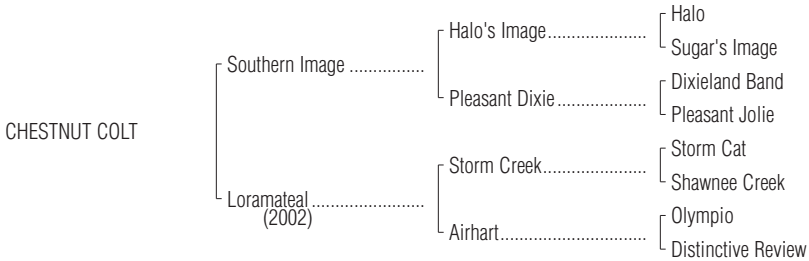 Halo
Halo's Image......................
Sugar's Image
Southern Image ................
Dixieland Band
Pleasant Dixie...................
Pleasant Jolie
CHESTNUT COLT
Storm Cat
Storm Creek......................
Shawnee Creek
Loramateal ........................
(2002)
Olympio
Airhart...............................
Distinctive Review